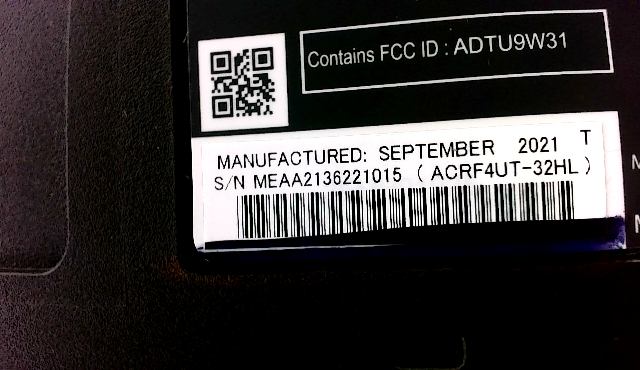 Contains FCC ID : ADTU9W31
MANUFACTURED: SEPTEMBER 2021 T
S/N MEAA2136221015 ( ACRF4UT-32HL )